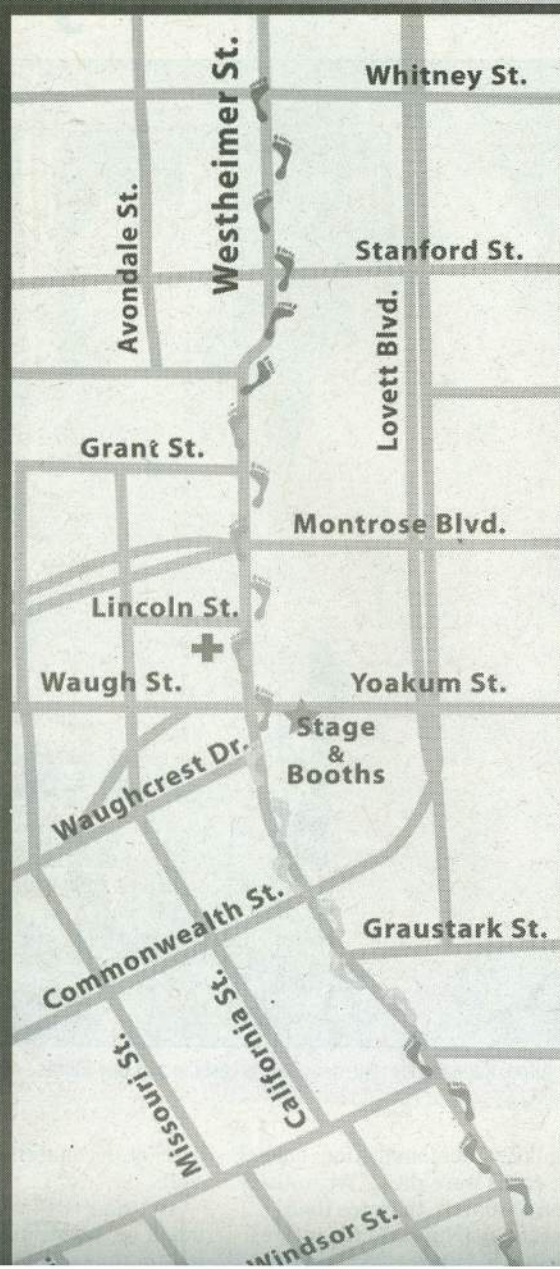 Whitney St.
Westheimer St.
Avondale St.
Stanford St.
Lovett Blvd.
Grant St.
Montrose Blvd.
Lincoln St.
Waugh St.
Yoakum St.
Stage
&
Booths
Waughcrest Dr.
Commonwealth St.
Graustark St.
California St.
Missouri St.
Windsor St.